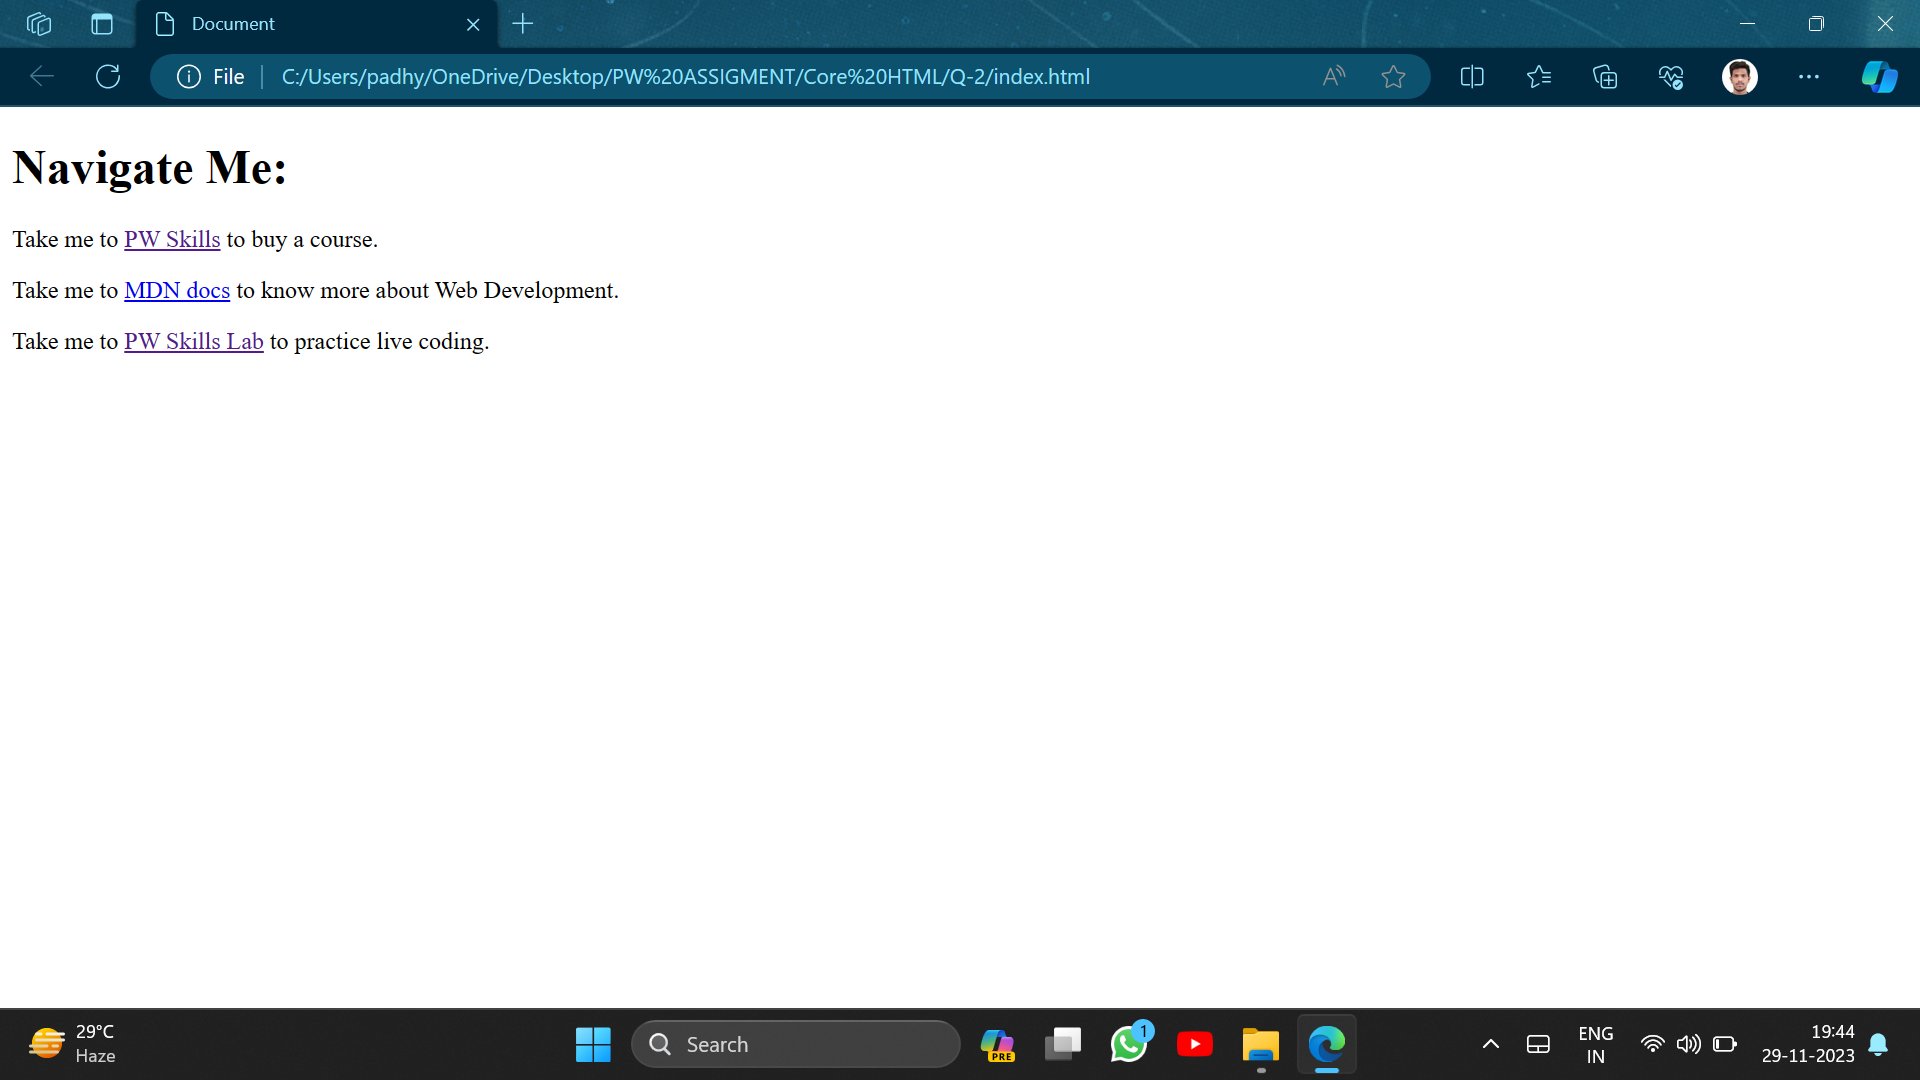 Document
File
C:/Users/padhy/OneDrive/Desktop/PW%20ASSIGMENT/Core%20HTML/Q-2/index.html
Navigate Me:
Take me to PW Skills to buy a course.
Take me to MDN docs to know more about Web Development.
Take me to PW Skills Lab to practice live coding.
29°C
Haze
Search
PRE
1
ENG
IN
19:44
29-11-2023